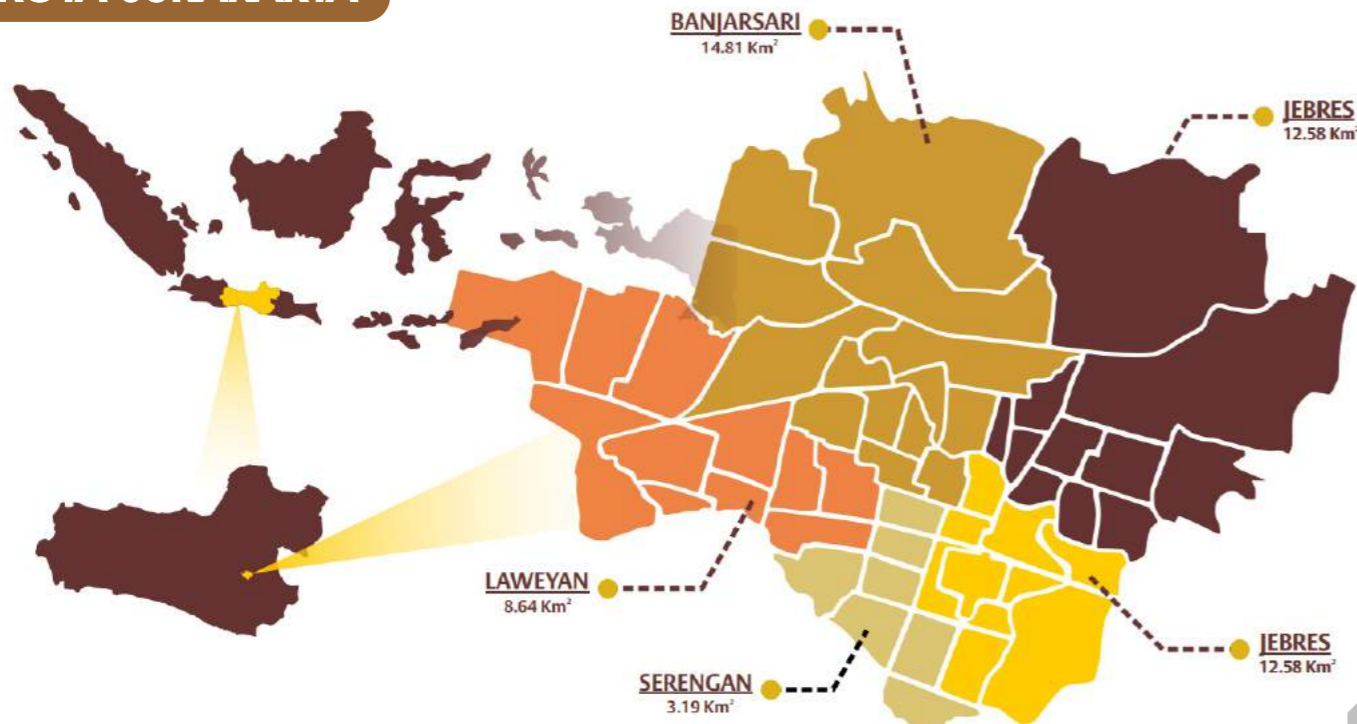 BANJARSARI
14.81 Km²
JEBRES
12.58 Km²
LAWEYAN
8.64 Km²
SERENGAN
3.19 Km²
JEBRES
12.58 Km²